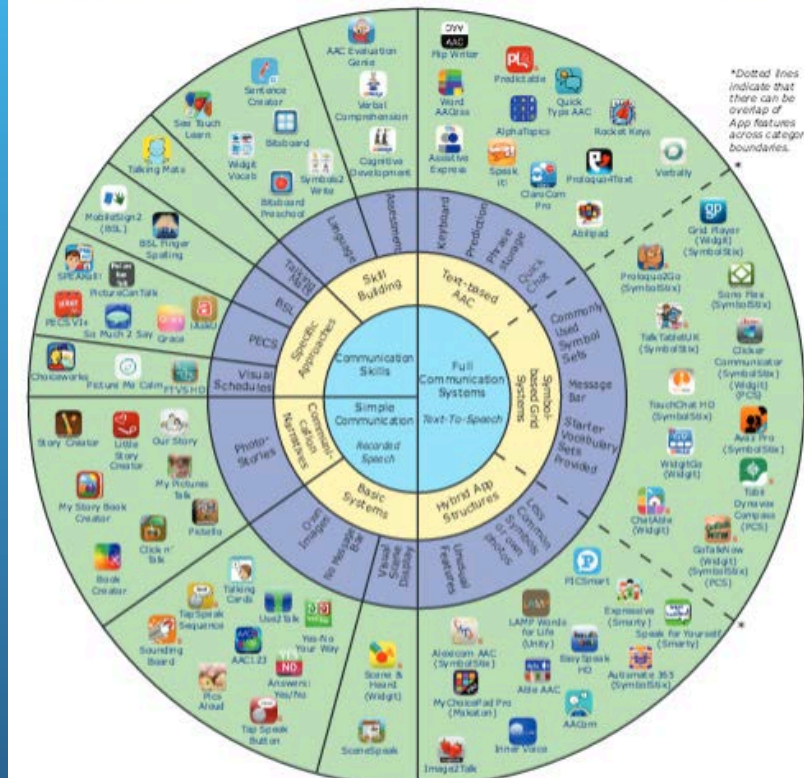 *Dotted lines
indicate that
there can be
overlap of
App features
across categor
boundaries.
*
*
Communication
Skills
Simple
Communication
Recorded
Speech
Full
Communication
Systems
Text-To-Speech
Skill
Building
Specific
Approaches
Communi-
cation
Narratives
Basic
Systems
Text-based
AAC
Symbol-
based Grid
Systems
Hybrid App
Structures
Assessment
Language
Talking
Mats
BSL
PECS
Visual
Schedules
Photo-
Stories
Own
Images
No Message
Bar
Visual
Scene
Display
Keyboard
Prediction
Phrase
storage
Quick
Chat
Commonly
Used
Symbol
Sets
Message
Bar
Starter
Vocabulary
Sets
Provided
Less
Common
Symbols
or own
photos
Unusual
Features
AAC Evaluation
Genie
Verbal
Comprehension
Cognitive
Development
Sentence
Creator
Bitsboard
Widgit
Vocab
Symbols2
Write
Bitsboard
Preschool
See Touch
Learn
Talking Mats
MobileSign2
(BSL)
BSL Finger
Spelling
SPEAKall!
PictureCanTalk
PECS
So Much 2 Say
Grace
Choiceworks
Picture Me Calm
FTVS HD
Story Creator
Little
Story
Creator
Our Story
My Pictures
Talk
My Story Book
Creator
Click n'
Talk
Pictello
Book
Creator
Talking
Cards
TapSpeak
Sequence
Use2Talk
Yes-No
Your Way
Sounding
Board
AAC123
YES
NO
Answers:
Yes/No
Pics
Aloud
Tap Speak
Button
Scene &
Heard
(Widgit)
SceneSpeak
AAC
Flip Writer
Predictable
Word
Quick
Type AAC
AlphaTopics
Rocket Keys
Assistive
Express
Speak
it!
ClaroCom
Pro
Proloquo4Text
Verbally
Abilipad
gp
Grid Player
(Widgit)
(SymbolStix)
Proloquo2Go
(SymbolStix)
Sono Flex
(SymbolStix)
TalkTabletUK
(SymbolStix)
Clicker
Communicator
(SymbolStix)
(Widgit)
(PCS)
TouchChat HD
(SymbolStix)
Avaz Pro
(SymbolStix)
WidgitGo
(Widgit)
Tobii
Dynavox
Compass
(PCS)
ChatAble
(Widgit)
GoTalkNow
(Widgit)
(SymbolStix)
(PCS)
PICSmart
LAMP Words
for Life
(Unity)
Expressive
(Smarty)
Speak for Yourself
(Smarty)
Alexicom AAC
(SymbolStix)
EasySpeak
HD
Autismate 365
(SymbolStix)
Able AAC
MyChoicePad Pro
(Makaton)
AACorn
Inner Voice
Image2Talk